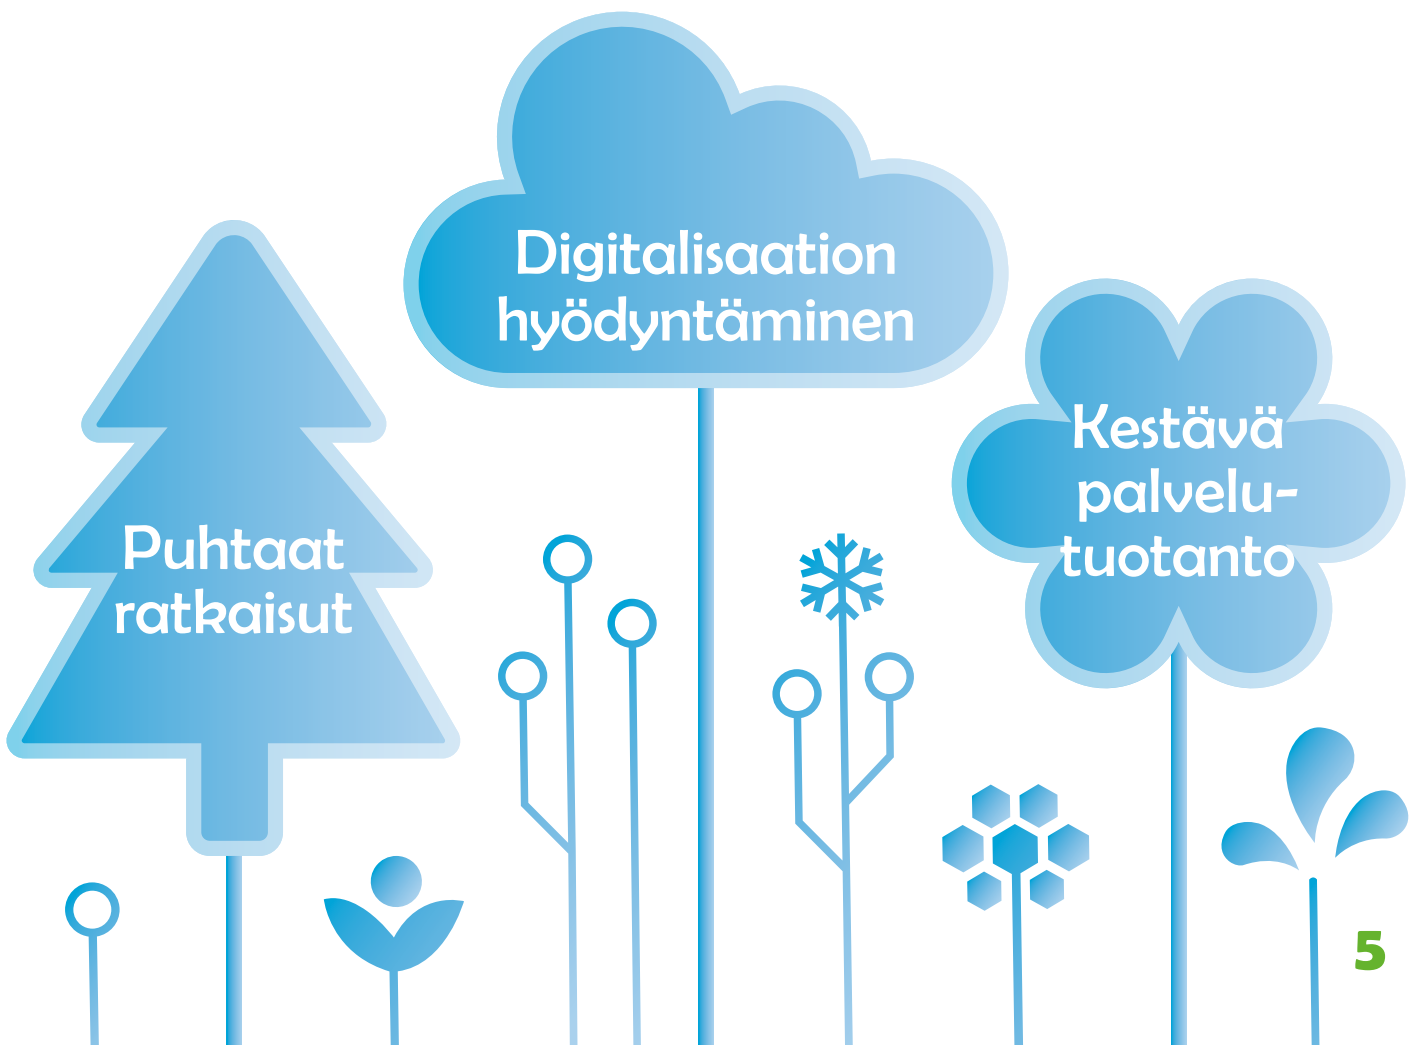 Digitalisaation
hyödyntäminen
Puhtaat
ratkaisut
Kestävä
palvelu-
tuotanto
5